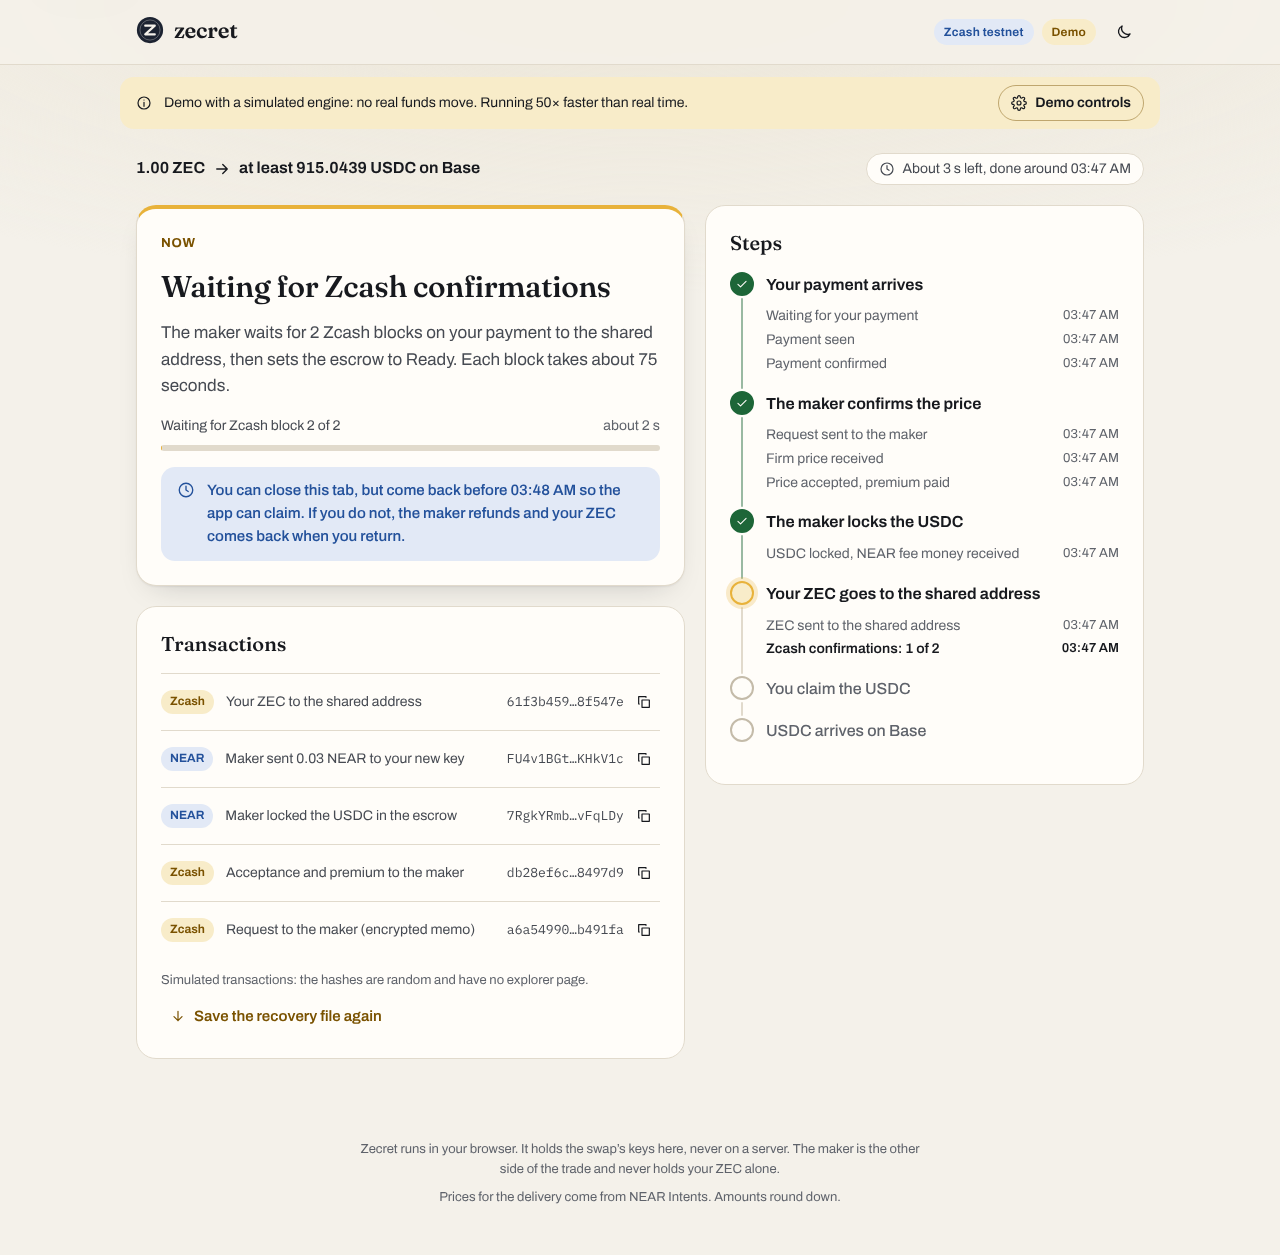 zecret
Zcash testnet
Demo
Demo with a simulated engine: no real funds move. Running 50× faster than real time.
Demo controls
1.00 ZEC → at least 915.0439 USDC on Base
About 3 s left, done around 03:47 AM
NOW
Waiting for Zcash confirmations
The maker waits for 2 Zcash blocks on your payment to the shared
address, then sets the escrow to Ready. Each block takes about 75
seconds.
Waiting for Zcash block 2 of 2
about 2 s
You can close this tab, but come back before 03:48 AM so the
app can claim. If you do not, the maker refunds and your ZEC
comes back when you return.
Transactions
Zcash Your ZEC to the shared address 61f3b459…8f547e
NEAR Maker sent 0.03 NEAR to your new key FU4v1BGt…KHkV1c
NEAR Maker locked the USDC in the escrow 7RgkYRmb…vFqLDy
Zcash Acceptance and premium to the maker db28ef6c…8497d9
Zcash Request to the maker (encrypted memo) a6a54990…b491fa
Simulated transactions: the hashes are random and have no explorer page.
Save the recovery file again
Steps
Your payment arrives
Waiting for your payment 03:47 AM
Payment seen 03:47 AM
Payment confirmed 03:47 AM
The maker confirms the price
Request sent to the maker 03:47 AM
Firm price received 03:47 AM
Price accepted, premium paid 03:47 AM
The maker locks the USDC
USDC locked, NEAR fee money received 03:47 AM
Your ZEC goes to the shared address
ZEC sent to the shared address 03:47 AM
Zcash confirmations: 1 of 2 03:47 AM
You claim the USDC
USDC arrives on Base
Zecret runs in your browser. It holds the swap's keys here, never on a server. The maker is the other
side of the trade and never holds your ZEC alone.
Prices for the delivery come from NEAR Intents. Amounts round down.